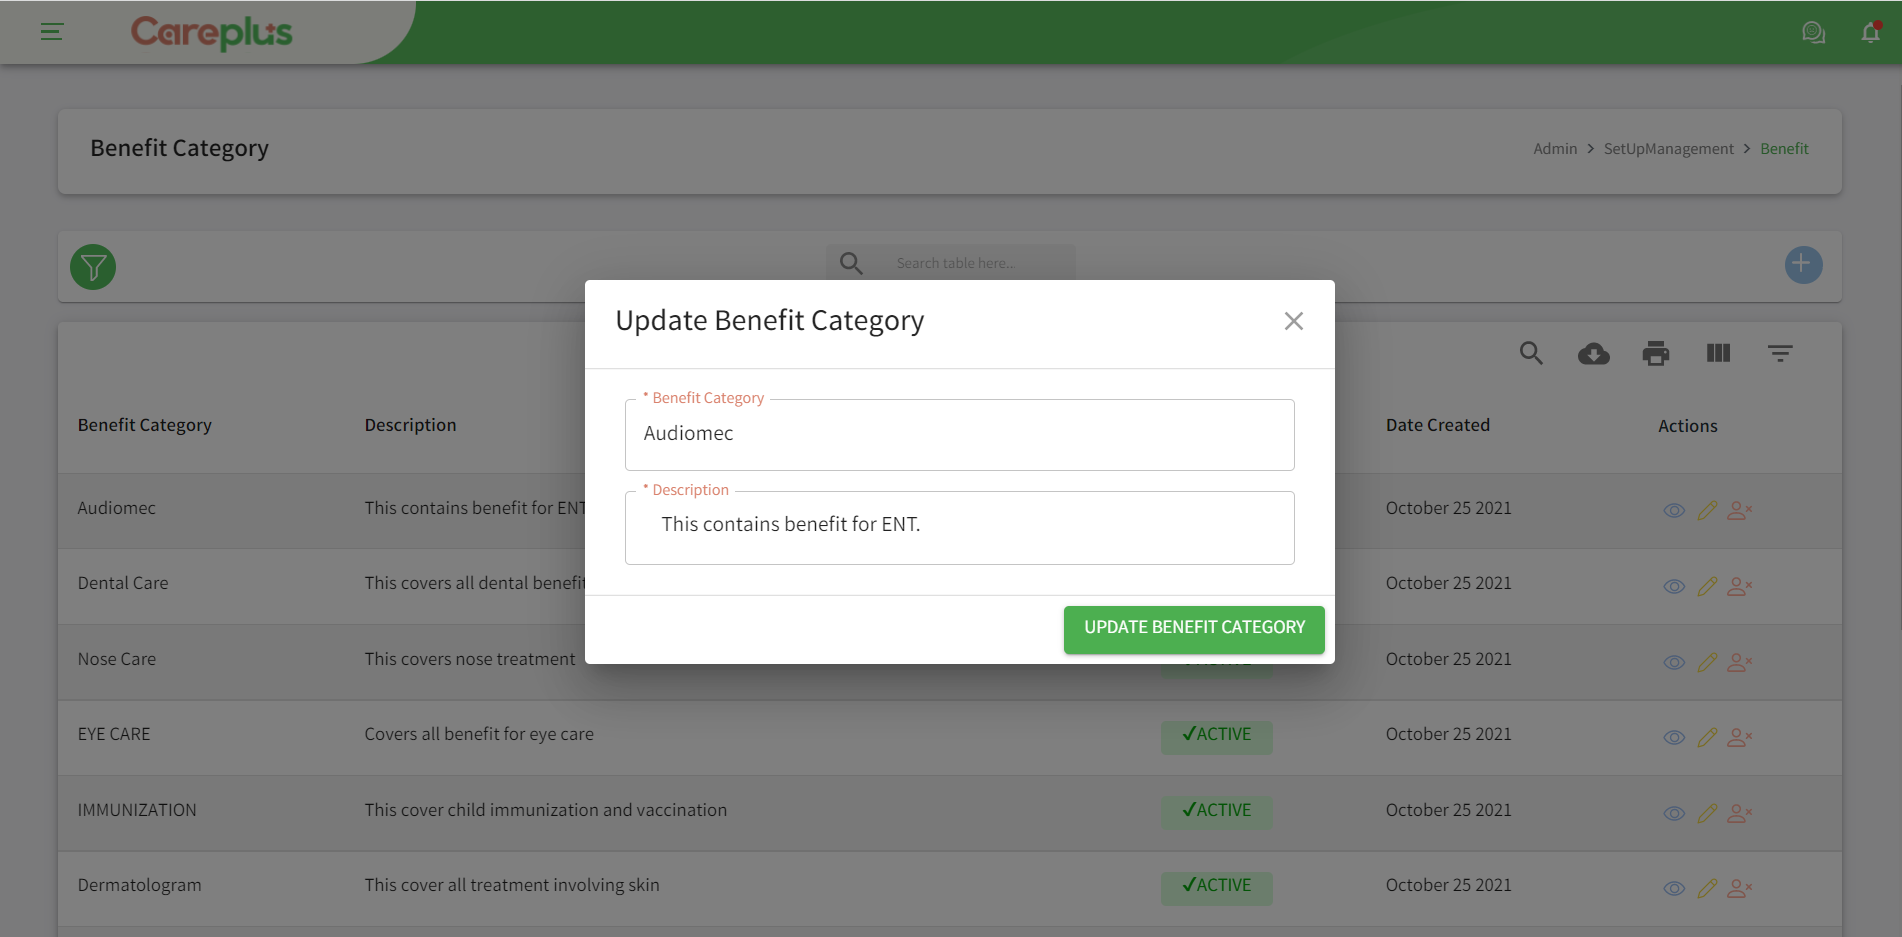 Careplus
Benefit Category
Admin > SetUpManagement > Benefit
Search table here...
Update Benefit Category
* Benefit Category
Audiomec
* Description
This contains benefit for ENT.
UPDATE BENEFIT CATEGORY
Benefit Category Description Date Created Actions
Audiomec This contains benefit for ENT October 25 2021
Dental Care This covers all dental benefit October 25 2021
Nose Care This covers nose treatment October 25 2021
EYE CARE Covers all benefit for eye care ✓ACTIVE October 25 2021
IMMUNIZATION This cover child immunization and vaccination ✓ACTIVE October 25 2021
Dermatologram This cover all treatment involving skin ✓ACTIVE October 25 2021